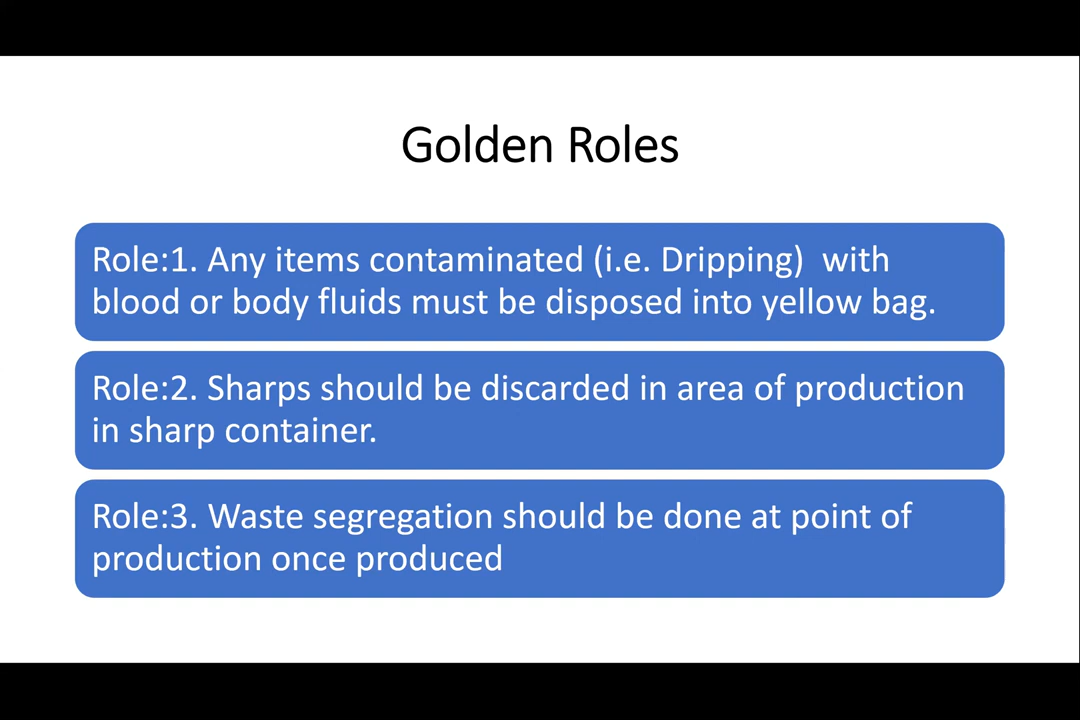 Golden Roles
Role:1. Any items contaminated (i.e. Dripping)  with
blood or body fluids must be disposed into yellow bag.
Role:2. Sharps should be discarded in area of production
in sharp container.
Role:3. Waste segregation should be done at point of
production once produced